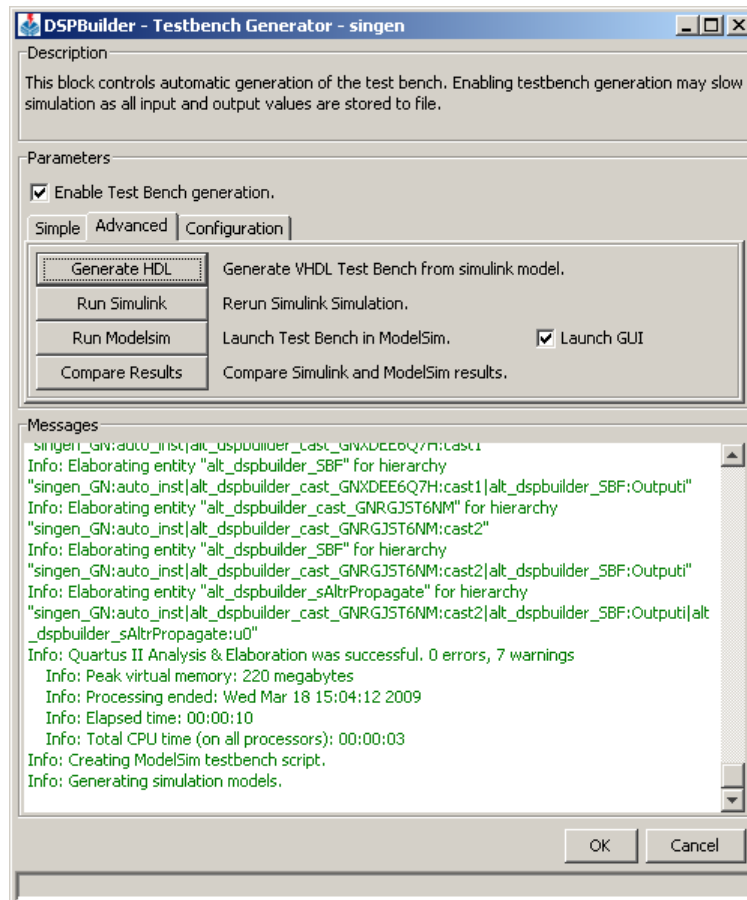 DSPBuilder - Testbench Generator - singen
Description
This block controls automatic generation of the test bench. Enabling testbench generation may slow
simulation as all input and output values are stored to file.
Parameters
Enable Test Bench generation.
Simple Advanced Configuration
Generate HDL Generate VHDL Test Bench from simulink model.
Run Simulink Rerun Simulink Simulation.
Run Modelsim Launch Test Bench in ModelSim. Launch GUI
Compare Results Compare Simulink and ModelSim results.
Messages
"singen_GN:auto_inst|alt_dspbuilder_cast_GNXDEE6Q7H:cast1"
Info: Elaborating entity "alt_dspbuilder_SBF" for hierarchy
"singen_GN:auto_inst|alt_dspbuilder_cast_GNXDEE6Q7H:cast1|alt_dspbuilder_SBF:Outputi"
Info: Elaborating entity "alt_dspbuilder_cast_GNRGJST6NM" for hierarchy
"singen_GN:auto_inst|alt_dspbuilder_cast_GNRGJST6NM:cast2"
Info: Elaborating entity "alt_dspbuilder_SBF" for hierarchy
"singen_GN:auto_inst|alt_dspbuilder_cast_GNRGJST6NM:cast2|alt_dspbuilder_SBF:Outputi"
Info: Elaborating entity "alt_dspbuilder_sAltrPropagate" for hierarchy
"singen_GN:auto_inst|alt_dspbuilder_cast_GNRGJST6NM:cast2|alt_dspbuilder_SBF:Outputi|alt
_dspbuilder_sAltrPropagate:u0"
Info: Quartus II Analysis & Elaboration was successful. 0 errors, 7 warnings
Info: Peak virtual memory: 220 megabytes
Info: Processing ended: Wed Mar 18 15:04:12 2009
Info: Elapsed time: 00:00:10
Info: Total CPU time (on all processors): 00:00:03
Info: Creating ModelSim testbench script.
Info: Generating simulation models.
OK Cancel